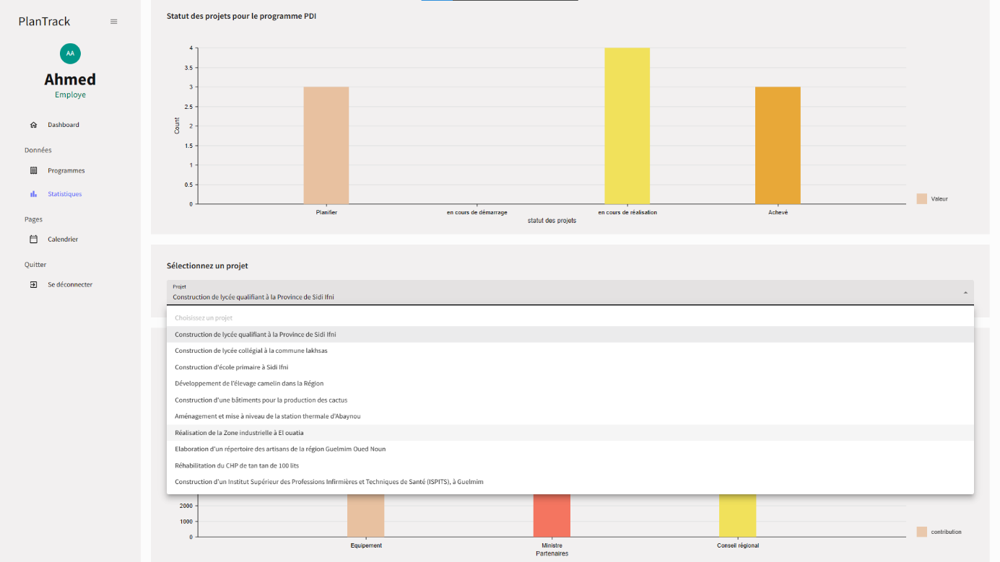 PlanTrack
AA
Ahmed
Employe
Dashboard
Données
Programmes
Statistiques
Pages
Calendrier
Quitter
Se déconnecter
Statut des projets pour le programme PDI
4
3.5
3
2.5
2
1.5
1
0.5
0
Count
Planifier
en cours de démarrage
en cours de réalisation
Achevé
statut des projets
Valeur
Sélectionnez un projet
Projet
Construction de lycée qualifiant à la Province de Sidi Ifni
Choisissez un projet
Construction de lycée qualifiant à la Province de Sidi Ifni
Construction de lycée collégial à la commune lakhsas
Construction d'école primaire à Sidi Ifni
Développement de l'élevage camelin dans la Région
Construction d'une bâtiments pour la production des cactus
Aménagement et mise à niveau de la station thermale d'Abaynou
Réalisation de la Zone industrielle à El ouatia
Elaboration d'un répertoire des artisans de la région Guelmim Oued Noun
Réhabilitation du CHP de tan tan de 100 lits
Construction d'un Institut Supérieur des Professions Infirmières et Techniques de Santé (ISPITS), à Guelmim
2000
1000
0
Equipement
Ministre
Conseil régional
Partenaires
contribution